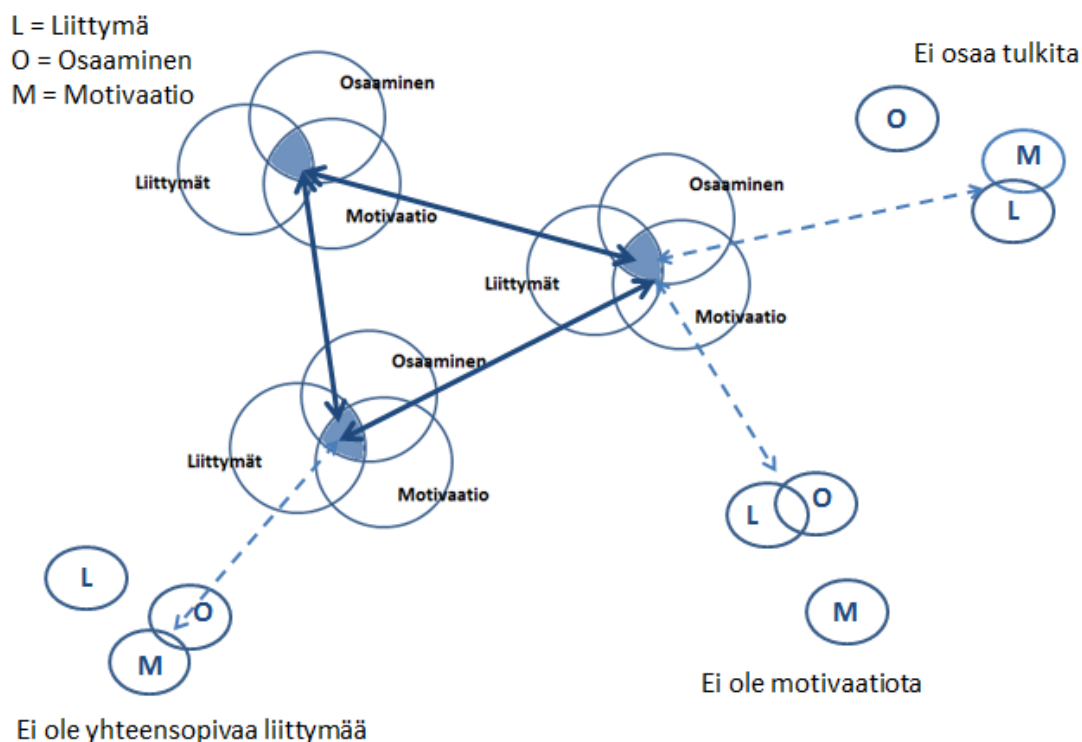 L = Liittymä
O = Osaaminen
M = Motivaatio
Ei osaa tulkita
Osaaminen
Liittymät
Motivaatio
O
M
L
Osaaminen
Liittymät
Motivaatio
Osaaminen
Liittymät
Motivaatio
L
O
M
Ei ole motivaatiota
L
O
M
Ei ole yhteensopivaa liittymää